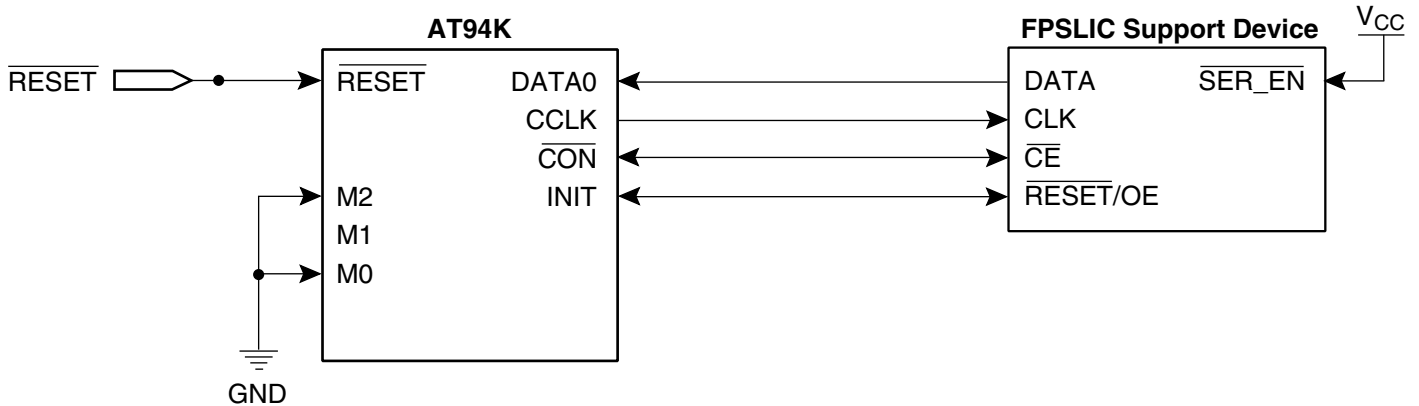 AT94K
FPSLIC Support Device
VCC
RESET
RESET
DATA0
DATA
SER_EN
CCLK
CLK
CON
CE
M2
INIT
RESET/OE
M1
M0
GND